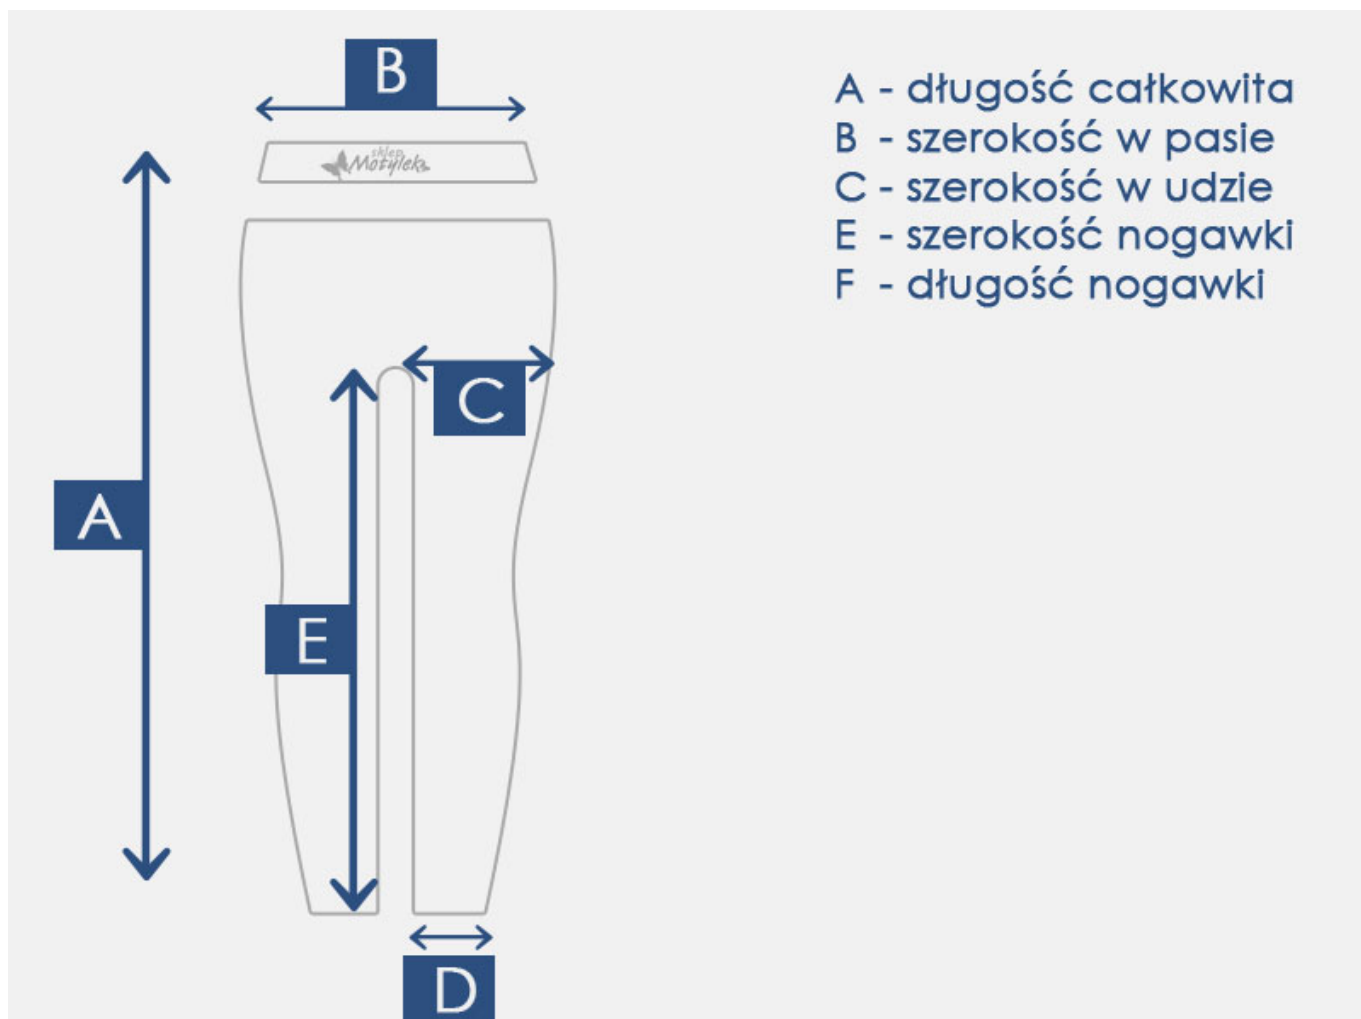 B
A - długość całkowita
B - szerokość w pasie
C - szerokość w udzie
E - szerokość nogawki
F - długość nogawki
sklep
Motylek
C
A
E
D